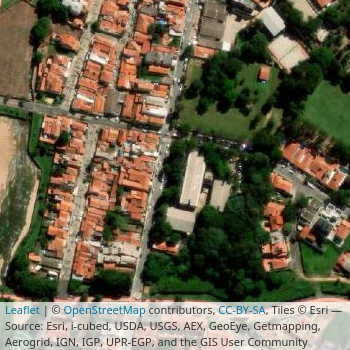 Leaflet | © OpenStreetMap contributors, CC-BY-SA, Tiles © Esri —
Source: Esri, i-cubed, USDA, USGS, AEX, GeoEye, Getmapping,
Aerogrid, IGN, IGP, UPR-EGP, and the GIS User Community